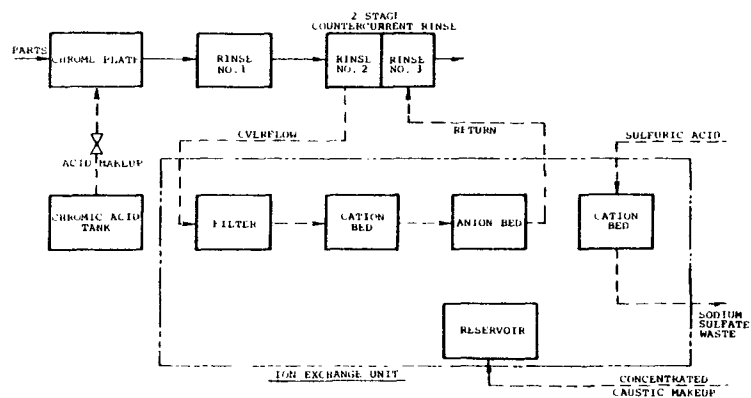 2 STAGE
COUNTERCURRENT RINSE
PARTS
CHROME PLATE
RINSE
NO.1
RINSE
NO. 2
RINSE
NO. 3
OVERFLOW
RETURN
SULFURIC ACID
ACID MAKEUP
CHROMIC ACID
TANK
FILTER
CATION
BED
ANION BED
CATION
BED
RESERVOIR
SODIUM
SULFATE
WASTE
ION EXCHANGE UNIT
CONCENTRATED
CAUSTIC MAKEUP